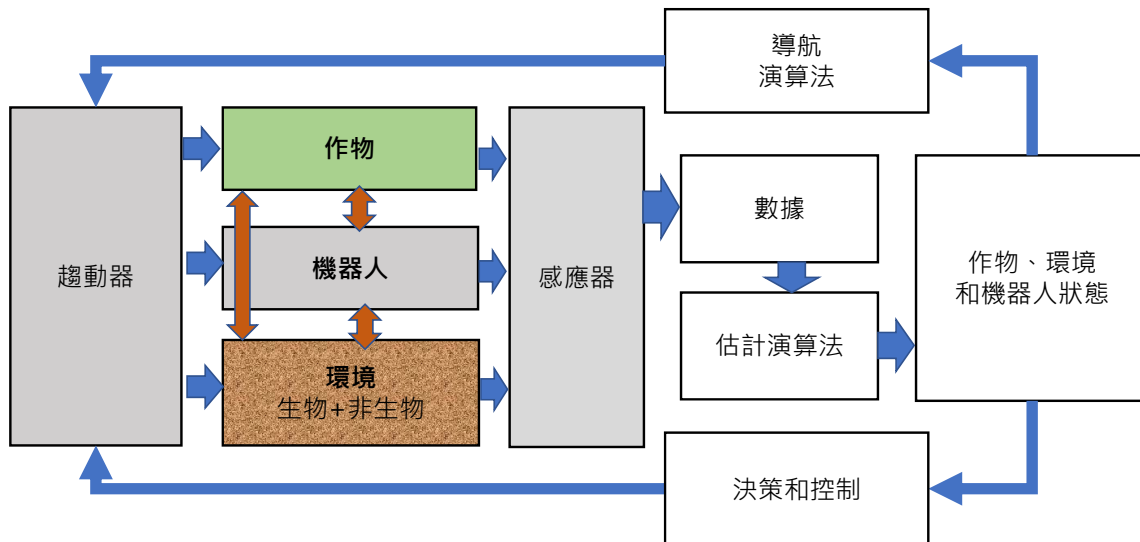 導航
演算法
作物
數據
機器人
趨動器
感應器
作物、環境
和機器人狀態
估計演算法
環境
生物+非生物
決策和控制